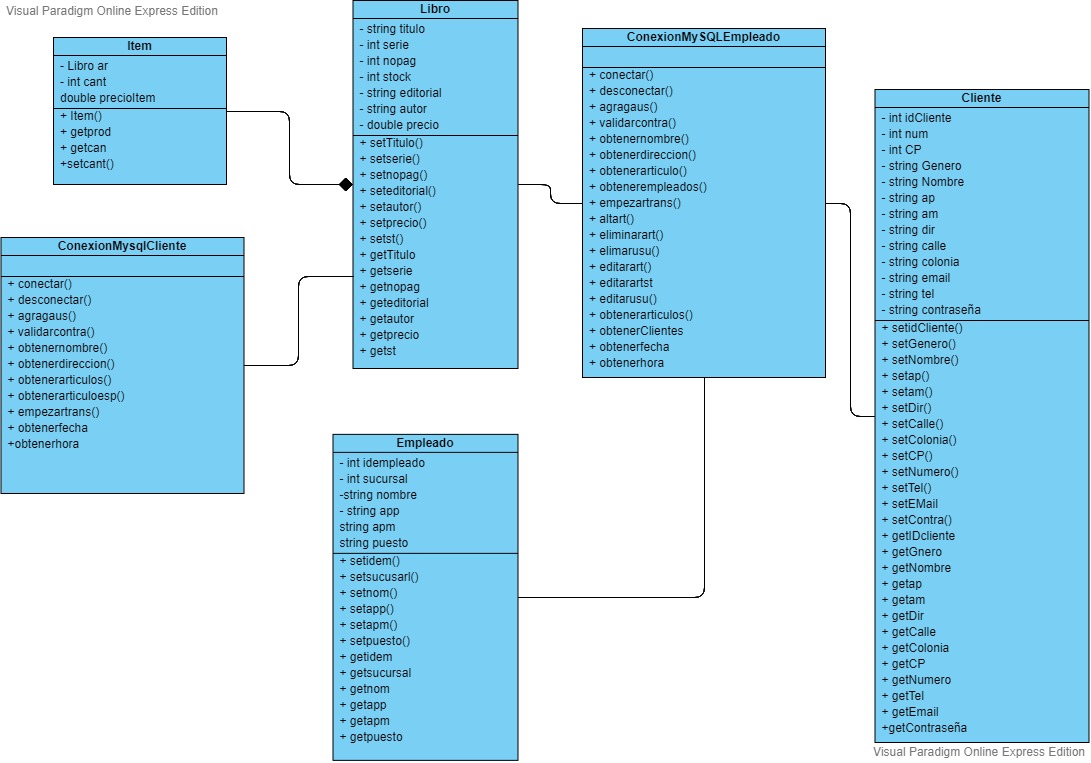 Visual Paradigm Online Express Edition
Item
- Libro ar
- int cant
double precioItem
+ Item()
+ getprod
+ getcan
+setcant()
ConexionMysqlCliente
+ conectar()
+ desconectar()
+ agragaus()
+ validarcontra()
+ obtenernombre()
+ obtenerdireccion()
+ obtenerarticulos()
+ obtenerarticuloesp()
+ empezartrans()
+ obtenerfecha
+obtenerhora
Libro
- string titulo
- int serie
- int nopag
- int stock
- string editorial
- string autor
- double precio
+ setTitulo()
+ setserie()
+ setnopag()
+ seteditorial()
+ setautor()
+ setprecio()
+ setst()
+ getTitulo
+ getserie
+ getnopag
+ geteditorial
+ getautor
+ getprecio
+ getst
Empleado
- int idempleado
- int sucursal
-string nombre
- string app
string apm
string puesto
+ setidem()
+ setsucusarl()
+ setnom()
+ setapp()
+ setapm()
+ setpuesto()
+ getidem
+ getsucursal
+ getnom
+ getapp
+ getapm
+ getpuesto
ConexionMySQLEmpleado
+ conectar()
+ desconectar()
+ agragaus()
+ validarcontra()
+ obtenernombre()
+ obtenerdireccion()
+ obtenerarticulo()
+ obtenerempleados()
+ empezartrans()
+ altart()
+ eliminarart()
+ elimarusu()
+ editarart()
+ editarartst
+ editarusu()
+ obtenerarticulos()
+ obtenerClientes
+ obtenerfecha
+ obtenerhora
Cliente
- int idCliente
- int num
- int CP
- string Genero
- string Nombre
- string ap
- string am
- string dir
- string calle
- string colonia
- string email
- string tel
- string contraseña
+ setidCliente()
+ setGenero()
+ setNombre()
+ setap()
+ setam()
+ setDir()
+ setCalle()
+ setColonia()
+ setCP()
+ setNumero()
+ setTel()
+ setEMail
+ setContra()
+ getIDcliente
+ getGnero
+ getNombre
+ getap
+ getam
+ getDir
+ getCalle
+ getColonia
+ getCP
+ getNumero
+ getTel
+ getEmail
+getContraseña
Visual Paradigm Online Express Edition